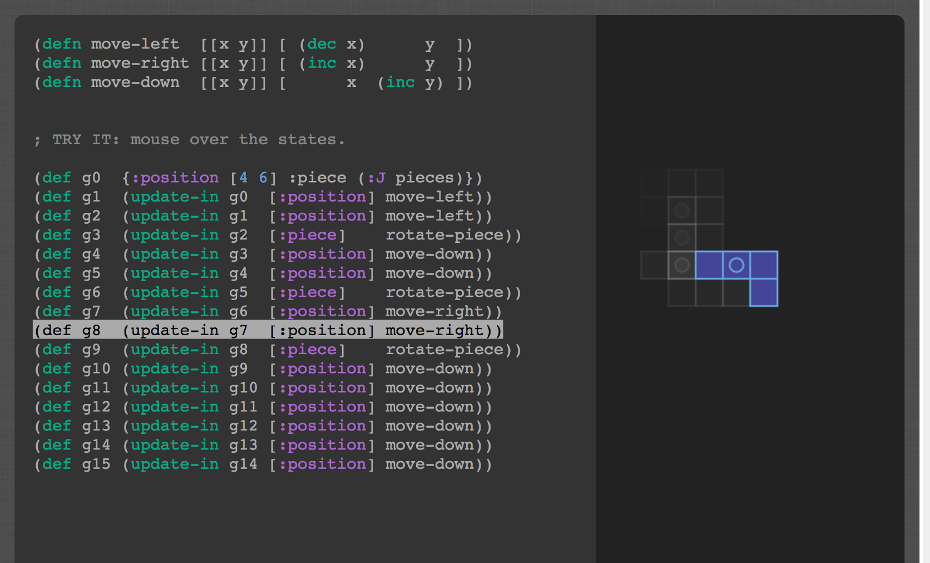 (defn move-left  [[x y]] [ (dec x)      y  ])
(defn move-right [[x y]] [ (inc x)      y  ])
(defn move-down  [[x y]] [      x  (inc y) ])
; TRY IT: mouse over the states.
(def g0  {:position [4 6] :piece (:J pieces)})
(def g1  (update-in g0  [:position] move-left))
(def g2  (update-in g1  [:position] move-left))
(def g3  (update-in g2  [:piece]    rotate-piece))
(def g4  (update-in g3  [:position] move-down))
(def g5  (update-in g4  [:position] move-down))
(def g6  (update-in g5  [:piece]    rotate-piece))
(def g7  (update-in g6  [:position] move-right))
(def g8  (update-in g7  [:position] move-right))
(def g9  (update-in g8  [:piece]    rotate-piece))
(def g10 (update-in g9  [:position] move-down))
(def g11 (update-in g10 [:position] move-down))
(def g12 (update-in g11 [:position] move-down))
(def g13 (update-in g12 [:position] move-down))
(def g14 (update-in g13 [:position] move-down))
(def g15 (update-in g14 [:position] move-down))